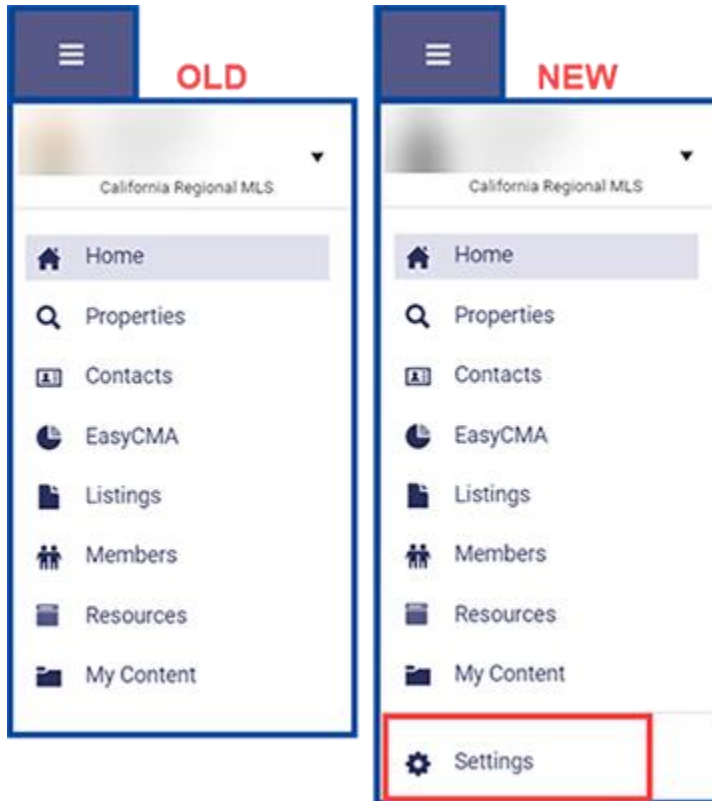 OLD
California Regional MLS
Home
Properties
Contacts
EasyCMA
Listings
Members
Resources
My Content
NEW
California Regional MLS
Home
Properties
Contacts
EasyCMA
Listings
Members
Resources
My Content
Settings